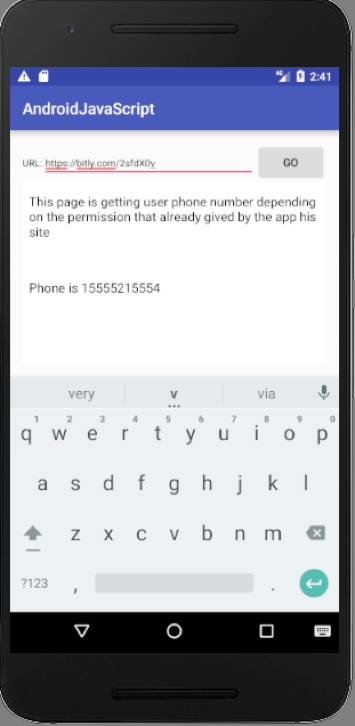 4G 2:41
AndroidJavaScript
URL: https://bitly.com/2sfdX0y GO
This page is getting user phone number depending
on the permission that already gived by the app his
site
Phone is 15555215554
very v via
1 2 3 4 5 6 7 8 9 0
q w e r t y u i o p
a s d f g h j k l
z x c v b n m
?123 , .